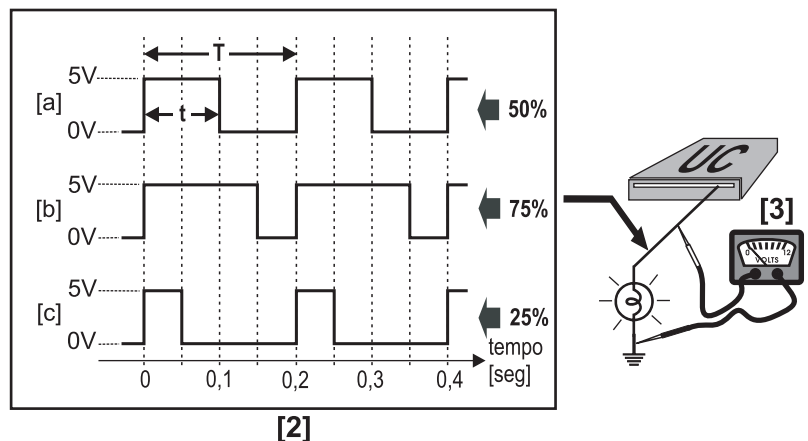 T
5V
[a]
t
50%
0V
5V
[b]
75%
0V
5V
[c]
25%
0V
tempo
[seg]
0 0,1 0,2 0,3 0,4
[2]
UC
[3]
0 12
VOLTS